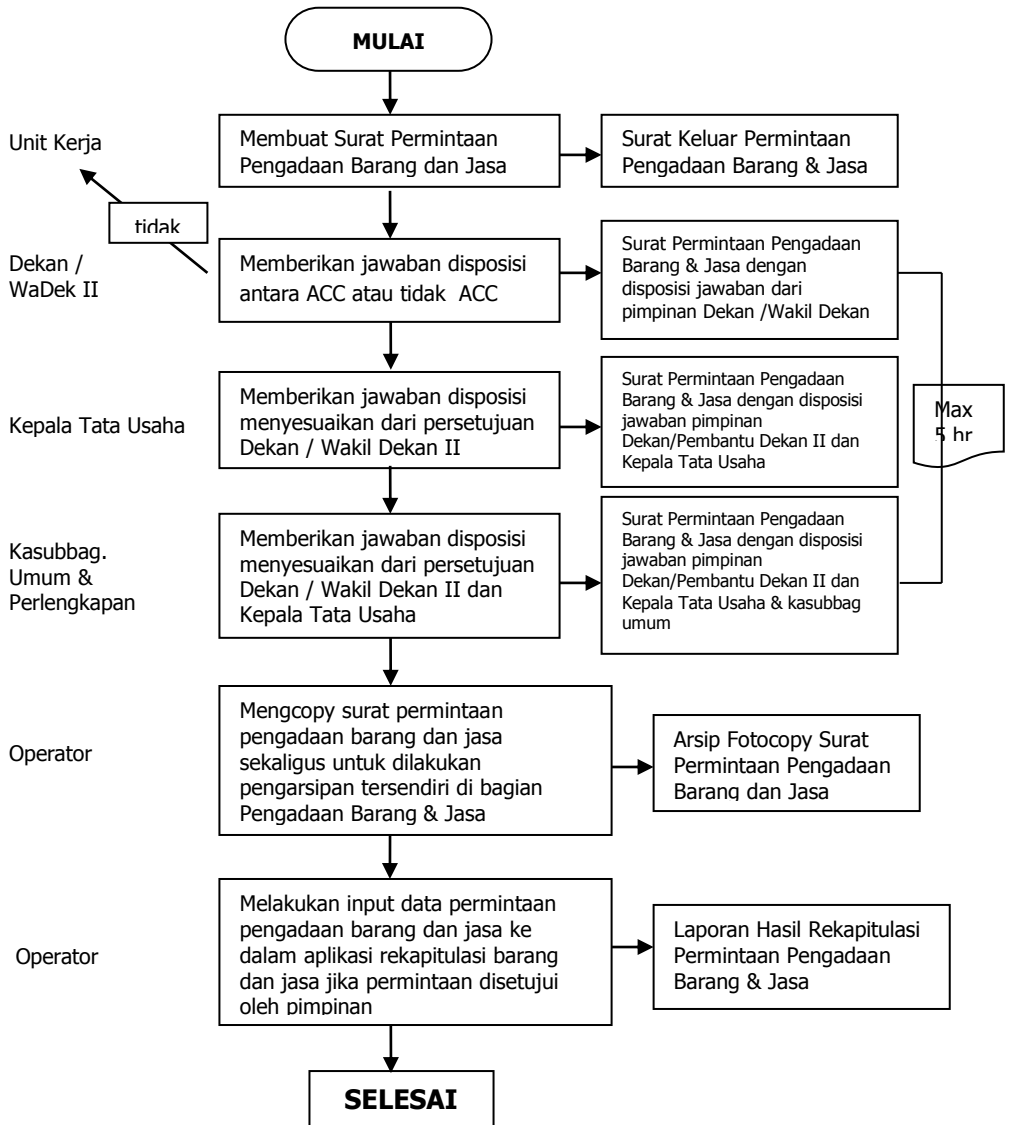 MULAI
Unit Kerja
Membuat Surat Permintaan
Pengadaan Barang dan Jasa
Surat Keluar Permintaan
Pengadaan Barang & Jasa
tidak
Dekan /
WaDek II
Memberikan jawaban disposisi
antara ACC atau tidak  ACC
Surat Permintaan Pengadaan
Barang & Jasa dengan
disposisi jawaban dari
pimpinan Dekan /Wakil Dekan
Kepala Tata Usaha
Memberikan jawaban disposisi
menyesuaikan dari persetujuan
Dekan / Wakil Dekan II
Surat Permintaan Pengadaan
Barang & Jasa dengan disposisi
jawaban pimpinan
Dekan/Pembantu Dekan II dan
Kepala Tata Usaha
Max
5 hr
Kasubbag.
Umum &
Perlengkapan
Memberikan jawaban disposisi
menyesuaikan dari persetujuan
Dekan / Wakil Dekan II dan
Kepala Tata Usaha
Surat Permintaan Pengadaan
Barang & Jasa dengan disposisi
jawaban pimpinan
Dekan/Pembantu Dekan II dan
Kepala Tata Usaha & kasubbag
umum
Operator
Mengcopy surat permintaan
pengadaan barang dan jasa
sekaligus untuk dilakukan
pengarsipan tersendiri di bagian
Pengadaan Barang & Jasa
Arsip Fotocopy Surat
Permintaan Pengadaan
Barang dan Jasa
Operator
Melakukan input data permintaan
pengadaan barang dan jasa ke
dalam aplikasi rekapitulasi barang
dan jasa jika permintaan disetujui
oleh pimpinan
Laporan Hasil Rekapitulasi
Permintaan Pengadaan
Barang & Jasa
SELESAI